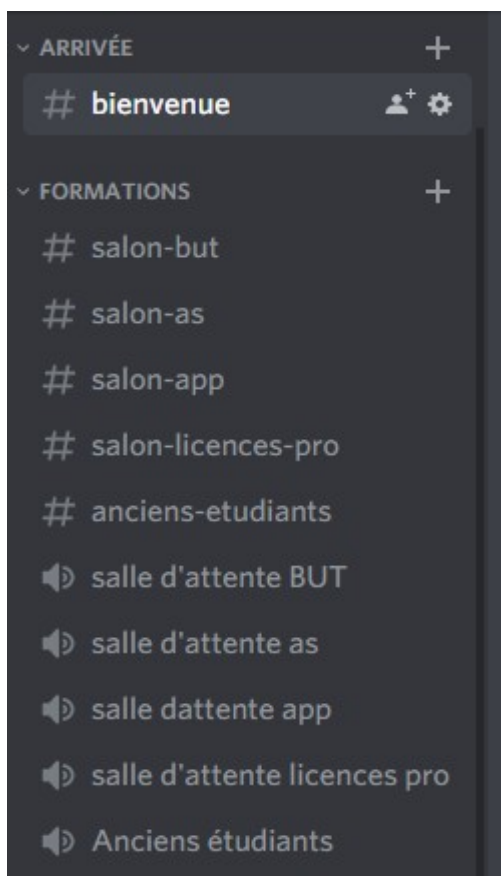 ARRIVÉE
# bienvenue
FORMATIONS
# salon-but
# salon-as
# salon-app
# salon-licences-pro
# anciens-etudiants
salle d'attente BUT
salle d'attente as
salle dattente app
salle d'attente licences pro
Anciens étudiants